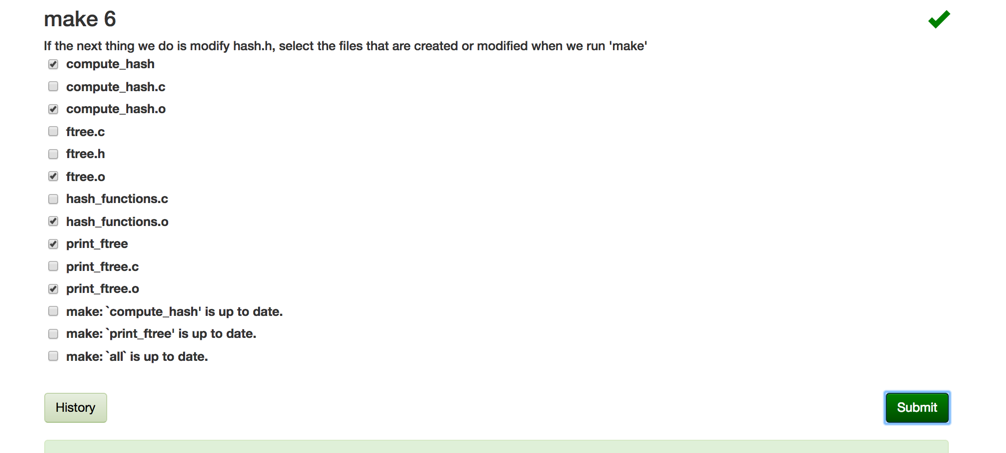 make 6
If the next thing we do is modify hash.h, select the files that are created or modified when we run 'make'
compute_hash
compute_hash.c
compute_hash.o
ftree.c
ftree.h
ftree.o
hash_functions.c
hash_functions.o
print_ftree
print_ftree.c
print_ftree.o
make: `compute_hash' is up to date.
make: `print_ftree' is up to date.
make: `all` is up to date.
History
Submit